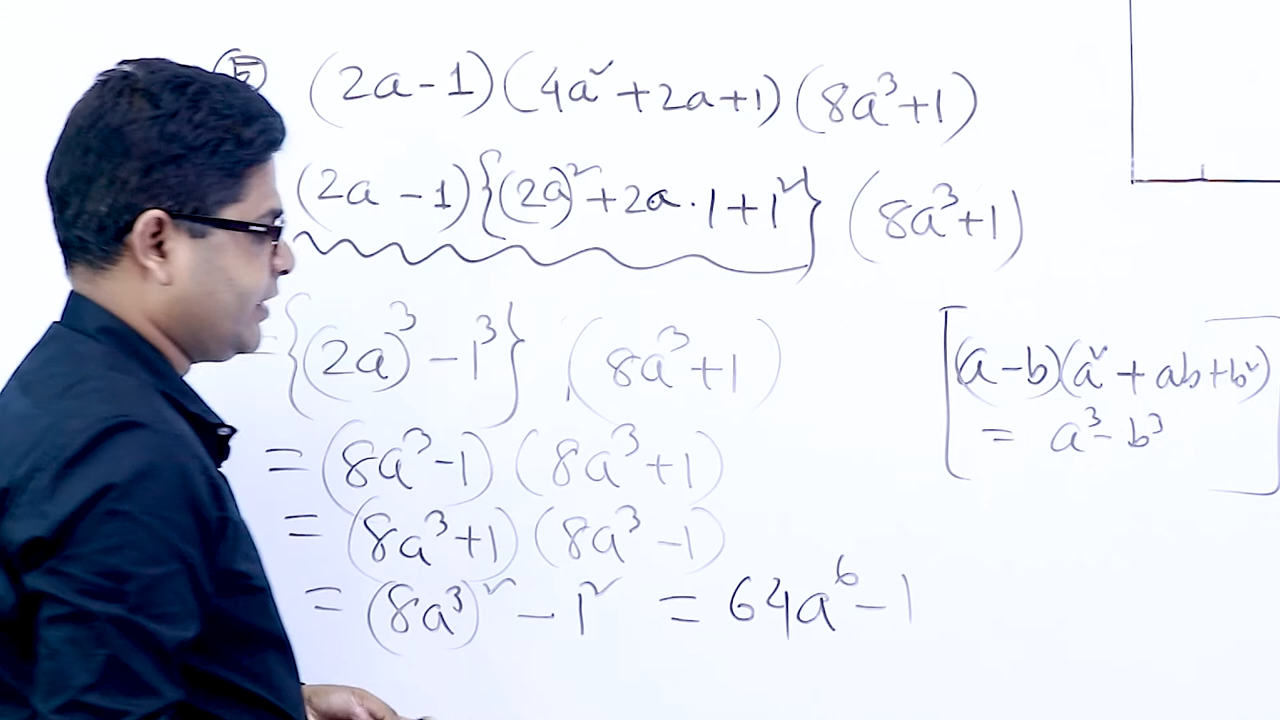 ⑤ (2a-1)(4a²+2a+1)(8a³+1)
(2a-1){(2a)²+2a·1+1²}(8a³+1)
={(2a)³-1³}(8a³+1)
=(8a³-1)(8a³+1)
=(8a³+1)(8a³-1)
=(8a³)²-1²=64a⁶-1
[(a-b)(a²+ab+b²)
=a³-b³]